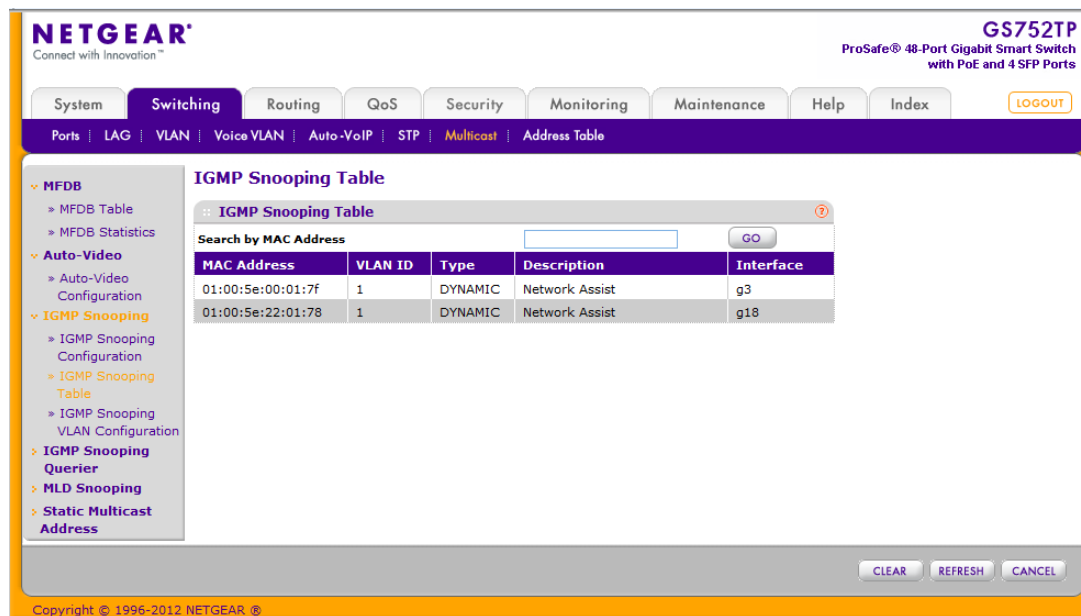 NETGEAR®
Connect with Innovation™
GS752TP
ProSafe® 48-Port Gigabit Smart Switch
with PoE and 4 SFP Ports
System Switching Routing QoS Security Monitoring Maintenance Help Index LOGOUT
Ports | LAG | VLAN | Voice VLAN | Auto-VoIP | STP | Multicast | Address Table
MFDB
» MFDB Table
» MFDB Statistics
Auto-Video
» Auto-Video
Configuration
IGMP Snooping
» IGMP Snooping
Configuration
» IGMP Snooping
Table
» IGMP Snooping
VLAN Configuration
IGMP Snooping
Querier
MLD Snooping
Static Multicast
Address
IGMP Snooping Table
IGMP Snooping Table ?
Search by MAC Address GO
MAC Address VLAN ID Type Description Interface
01:00:5e:00:01:7f 1 DYNAMIC Network Assist g3
01:00:5e:22:01:78 1 DYNAMIC Network Assist g18
CLEAR REFRESH CANCEL
Copyright © 1996-2012 NETGEAR ®